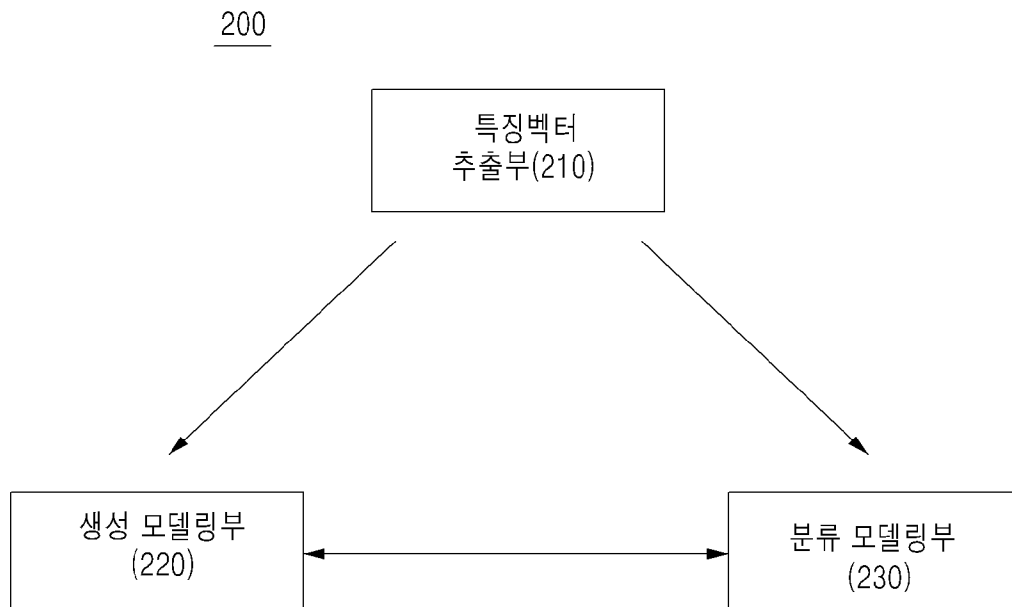 200
특징벡터
추출부(210)
생성 모델링부
(220)
분류 모델링부
(230)